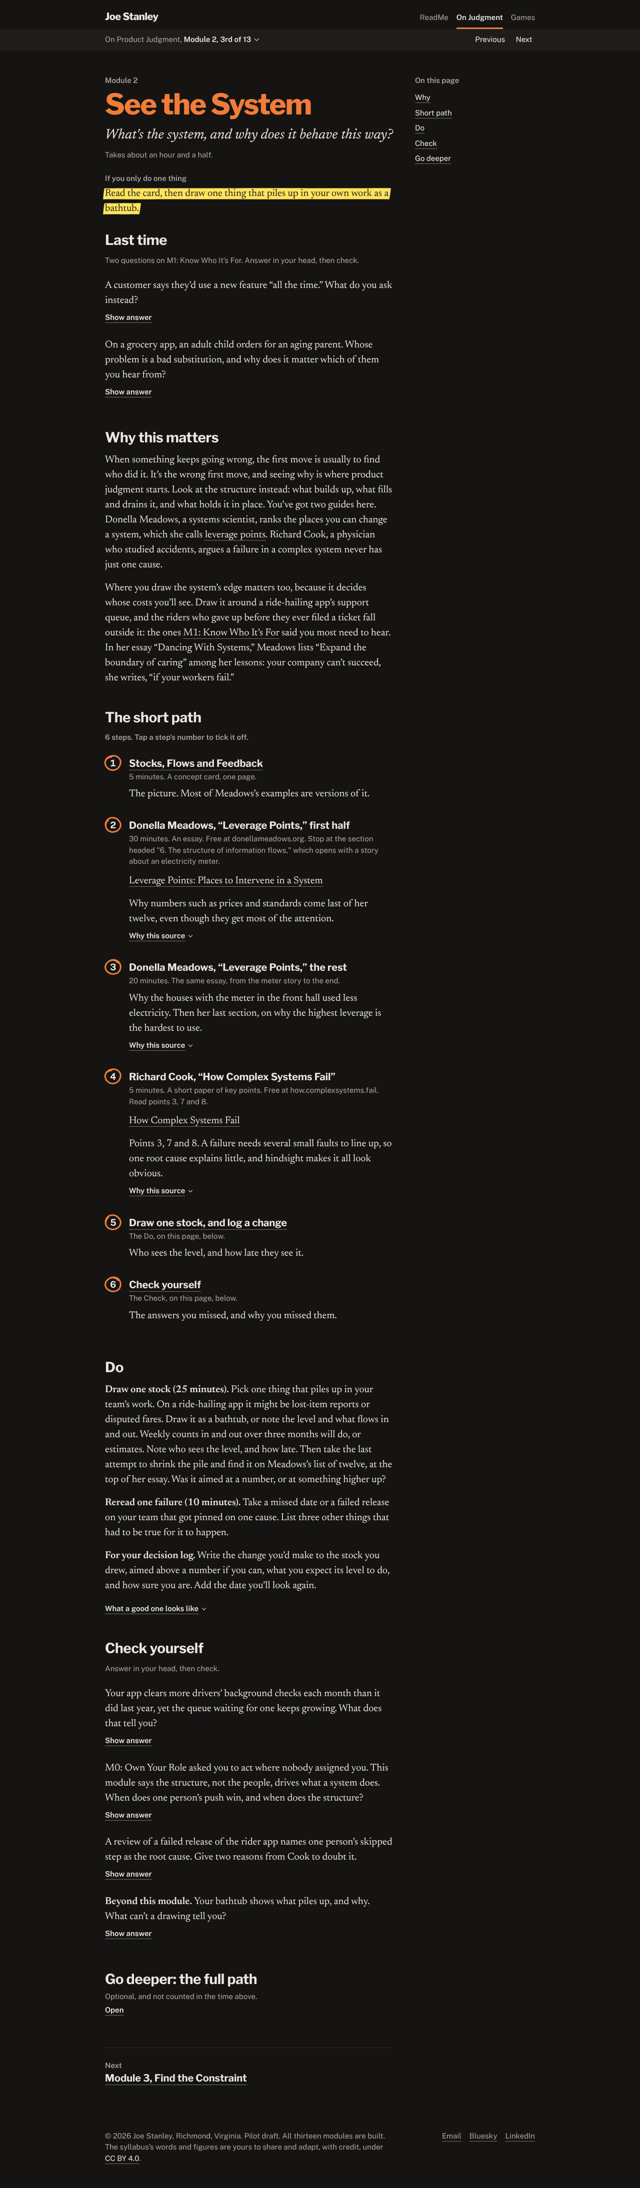 Joe Stanley
ReadMe On Judgment Games
On Product Judgment, Module 2, 3rd of 13
Previous Next
Module 2
See the System
What's the system, and why does it behave this way?
Takes about an hour and a half.
If you only do one thing
Read the card, then draw one thing that piles up in your own work as a
bathtub.
On this page
Why
Short path
Do
Check
Go deeper
Last time
Two questions on M1: Know Who It's For. Answer in your head, then check.
A customer says they'd use a new feature “all the time.” What do you ask
instead?
Show answer
On a grocery app, an adult child orders for an aging parent. Whose
problem is a bad substitution, and why does it matter which of them
you hear from?
Show answer
Why this matters
When something keeps going wrong, the first move is usually to find
who did it. It's the wrong first move, and seeing why is where product
judgment starts. Look at the structure instead: what builds up, what fills
and drains it, and what holds it in place. You've got two guides here.
Donella Meadows, a systems scientist, ranks the places you can change
a system, which she calls leverage points. Richard Cook, a physician
who studied accidents, argues a failure in a complex system never has
just one cause.
Where you draw the system's edge matters too, because it decides
whose costs you'll see. Draw it around a ride-hailing app's support
queue, and the riders who gave up before they ever filed a ticket fall
outside it: the ones M1: Know Who It's For said you most need to hear.
In her essay “Dancing With Systems,” Meadows lists “Expand the
boundary of caring” among her lessons: your company can't succeed,
she writes, “if your workers fail.”
The short path
6 steps. Tap a step's number to tick it off.
1 Stocks, Flows and Feedback
5 minutes. A concept card, one page.
The picture. Most of Meadows's examples are versions of it.
2 Donella Meadows, “Leverage Points,” first half
30 minutes. An essay. Free at donellameadows.org. Stop at the section
headed "6. The structure of information flows," which opens with a story
about an electricity meter.
Leverage Points: Places to Intervene in a System
Why numbers such as prices and standards come last of her
twelve, even though they get most of the attention.
Why this source
3 Donella Meadows, “Leverage Points,” the rest
20 minutes. The same essay, from the meter story to the end.
Why the houses with the meter in the front hall used less
electricity. Then her last section, on why the highest leverage is
the hardest to use.
Why this source
4 Richard Cook, “How Complex Systems Fail”
5 minutes. A short paper of key points. Free at how.complexsystems.fail.
Read points 3, 7 and 8.
How Complex Systems Fail
Points 3, 7 and 8. A failure needs several small faults to line up, so
one root cause explains little, and hindsight makes it all look
obvious.
Why this source
5 Draw one stock, and log a change
The Do, on this page, below.
Who sees the level, and how late they see it.
6 Check yourself
The Check, on this page, below.
The answers you missed, and why you missed them.
Do
Draw one stock (25 minutes). Pick one thing that piles up in your
team's work. On a ride-hailing app it might be lost-item reports or
disputed fares. Draw it as a bathtub, or note the level and what flows in
and out. Weekly counts in and out over three months will do, or
estimates. Note who sees the level, and how late. Then take the last
attempt to shrink the pile and find it on Meadows's list of twelve, at the
top of her essay. Was it aimed at a number, or at something higher up?
Reread one failure (10 minutes). Take a missed date or a failed release
on your team that got pinned on one cause. List three other things that
had to be true for it to happen.
For your decision log. Write the change you'd make to the stock you
drew, aimed above a number if you can, what you expect its level to do,
and how sure you are. Add the date you'll look again.
What a good one looks like
Check yourself
Answer in your head, then check.
Your app clears more drivers' background checks each month than it
did last year, yet the queue waiting for one keeps growing. What does
that tell you?
Show answer
M0: Own Your Role asked you to act where nobody assigned you. This
module says the structure, not the people, drives what a system does.
When does one person's push win, and when does the structure?
Show answer
A review of a failed release of the rider app names one person's skipped
step as the root cause. Give two reasons from Cook to doubt it.
Show answer
Beyond this module. Your bathtub shows what piles up, and why.
What can't a drawing tell you?
Show answer
Go deeper: the full path
Optional, and not counted in the time above.
Open
Next
Module 3, Find the Constraint
© 2026 Joe Stanley, Richmond, Virginia. Pilot draft. All thirteen modules are built.
The syllabus's words and figures are yours to share and adapt, with credit, under
CC BY 4.0.
Email Bluesky LinkedIn